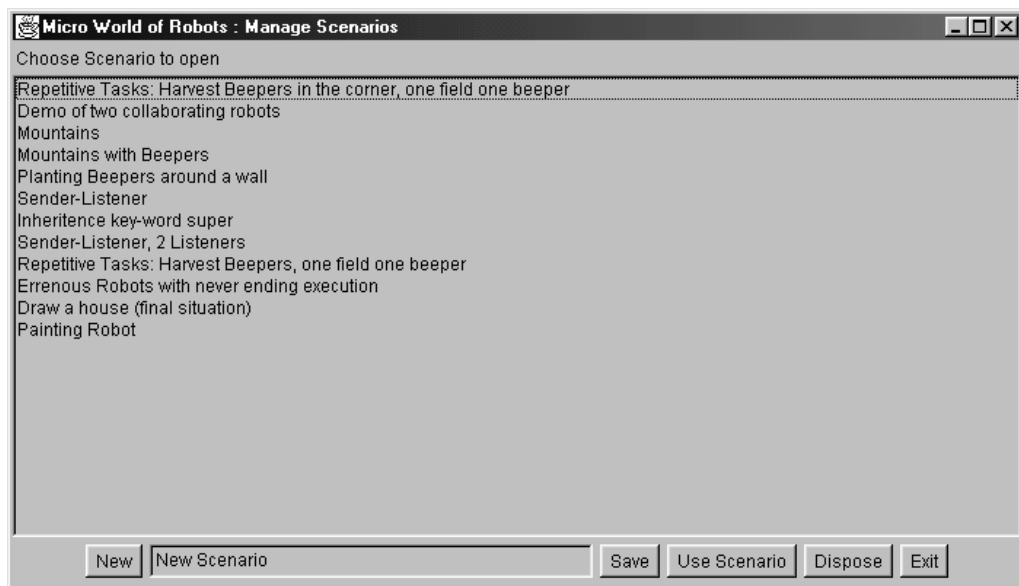 Micro World of Robots : Manage Scenarios
Choose Scenario to open
Repetitive Tasks: Harvest Beepers in the corner, one field one beeper
Demo of two collaborating robots
Mountains
Mountains with Beepers
Planting Beepers around a wall
Sender-Listener
Inheritence key-word super
Sender-Listener, 2 Listeners
Repetitive Tasks: Harvest Beepers, one field one beeper
Errenous Robots with never ending execution
Draw a house (final situation)
Painting Robot
New New Scenario Save Use Scenario Dispose Exit